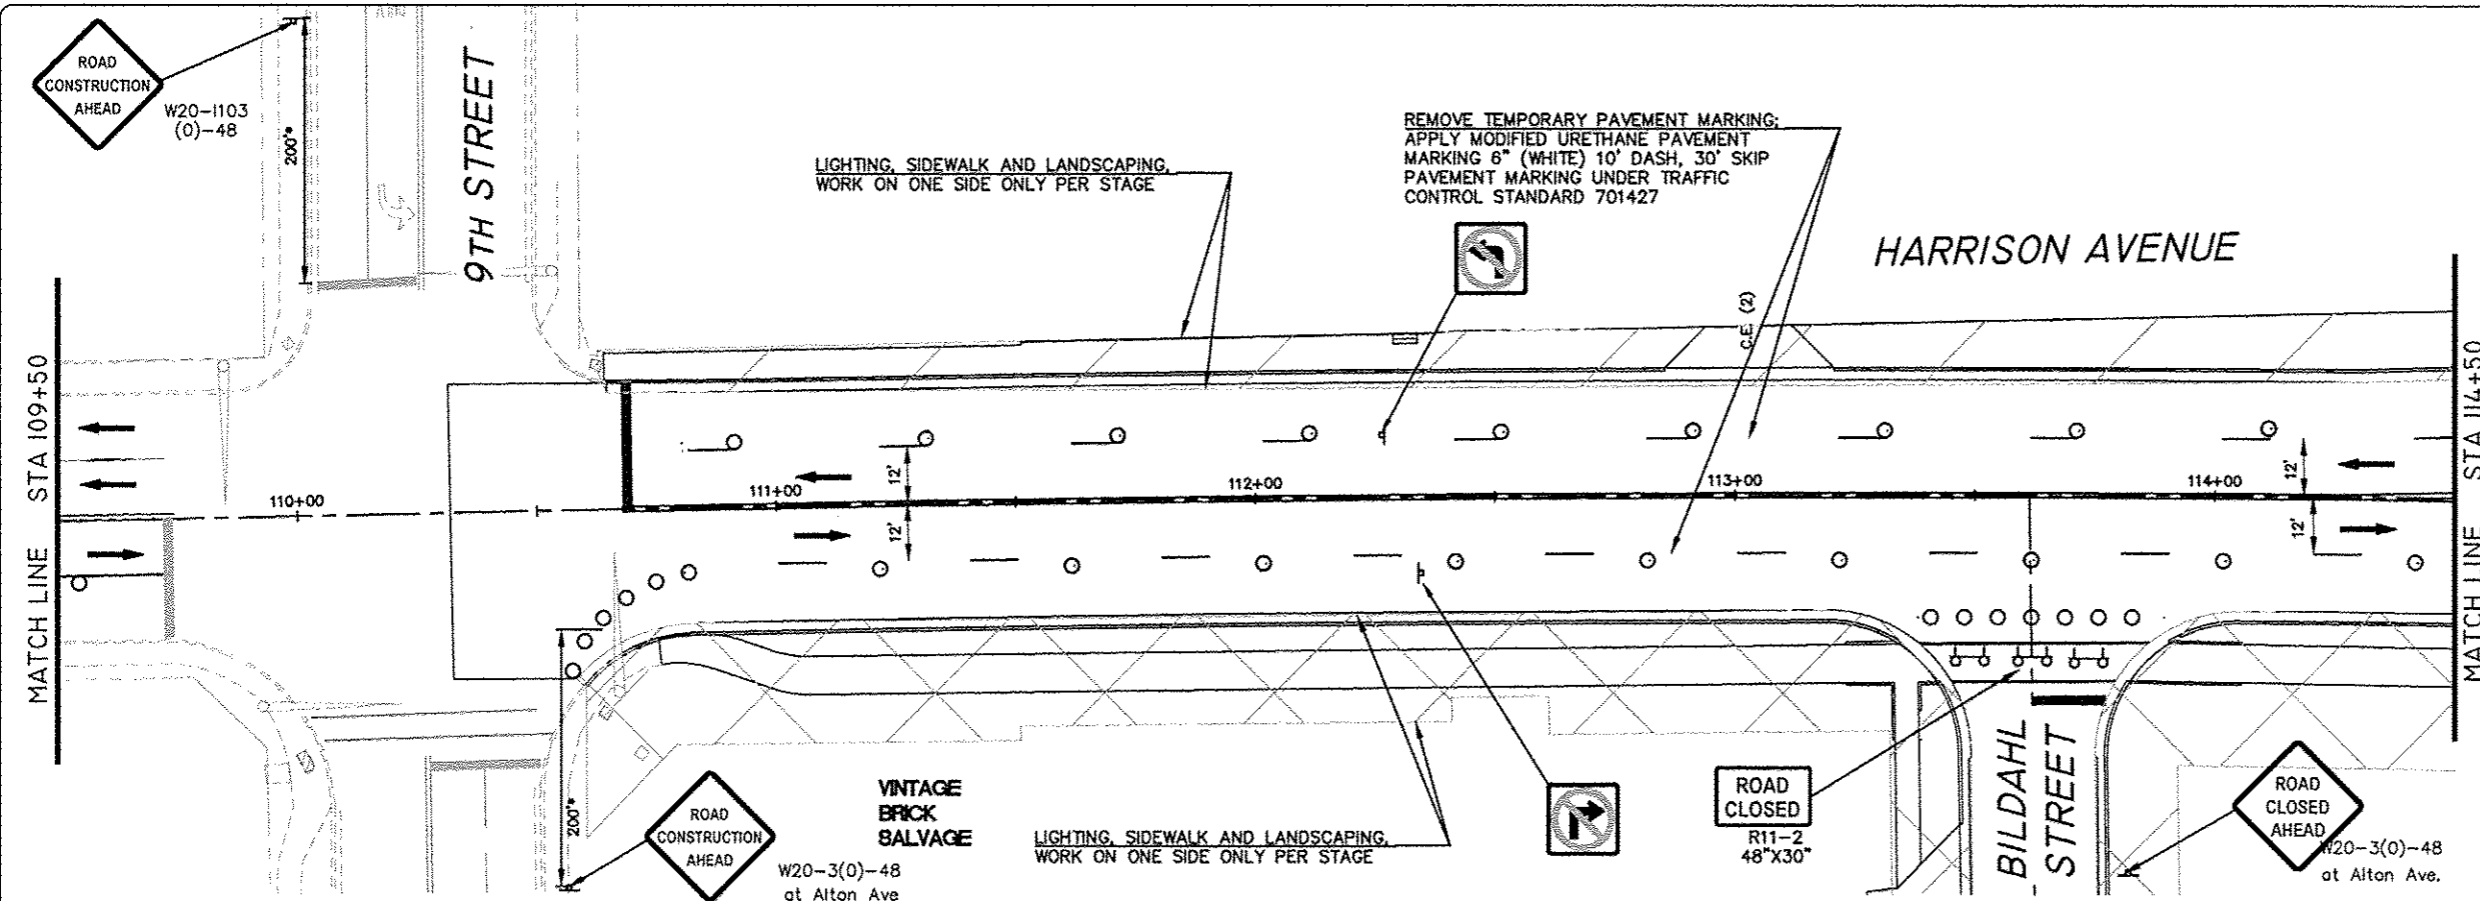 ROAD
CONSTRUCTION
AHEAD
W20-1103
(O)-48
200'*
9TH STREET
LIGHTING, SIDEWALK AND LANDSCAPING,
WORK ON ONE SIDE ONLY PER STAGE
REMOVE TEMPORARY PAVEMENT MARKING;
APPLY MODIFIED URETHANE PAVEMENT
MARKING 6" (WHITE) 10' DASH, 30' SKIP
PAVEMENT MARKING UNDER TRAFFIC
CONTROL STANDARD 701427
HARRISON AVENUE
C.E. (2)
MATCH LINE STA 109+50
MATCH LINE STA 114+50
110+00
111+00
112+00
113+00
114+00
12'
12'
12'
12'
200'*
ROAD
CONSTRUCTION
AHEAD
W20-3(O)-48
at Alton Ave
VINTAGE
BRICK
SALVAGE
LIGHTING, SIDEWALK AND LANDSCAPING,
WORK ON ONE SIDE ONLY PER STAGE
ROAD
CLOSED
R11-2
48"X30"
BILDAHL
STREET
ROAD
CLOSED
AHEAD
W20-3(O)-48
at Alton Ave.